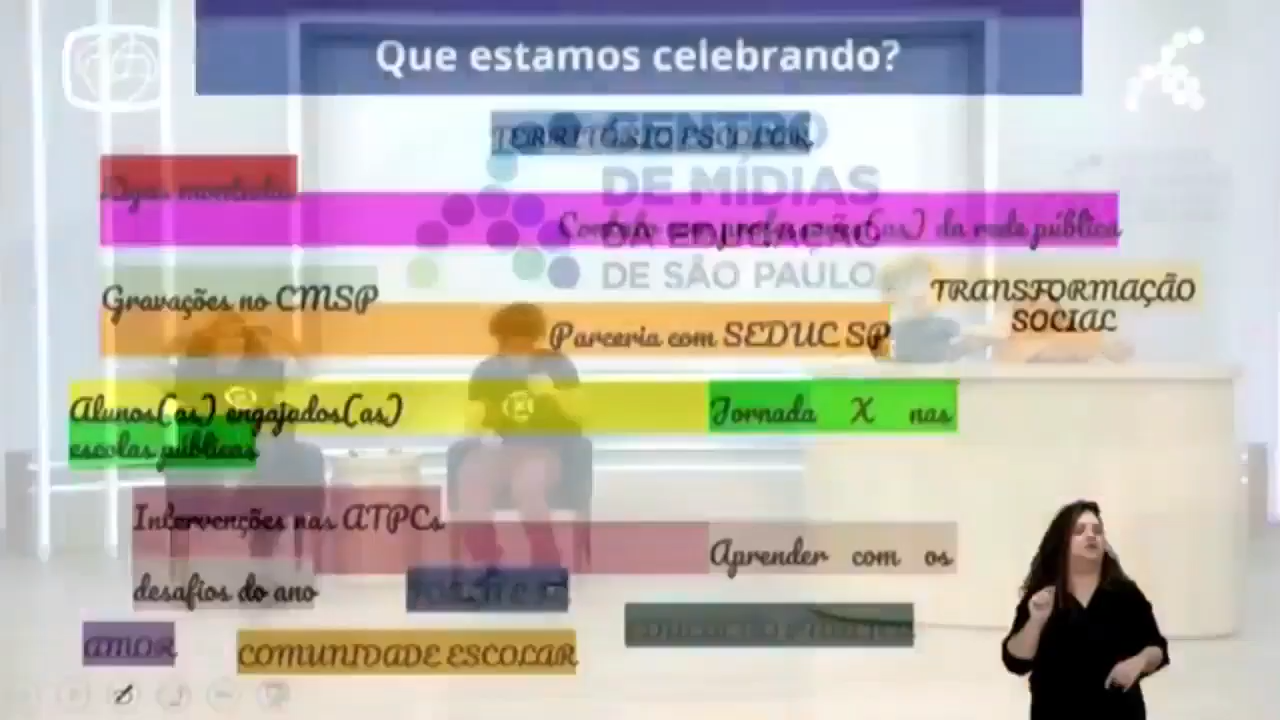 Que estamos celebrando?
TERRITÓRIO ESCOLAR
CENTRO
DE MÍDIAS
DA EDUCAÇÃO
DE SÃO PAULO
da rede pública
Gravações no CMSP
TRANSFORMAÇÃO
SOCIAL
Parceria com SEDUC SP
Alunos(as) engajados(as)
Jornada X nas
escolas públicas
Intervenções nas ATPCs
Aprender com os
desafios do ano
AMOR
COMUNIDADE ESCOLAR